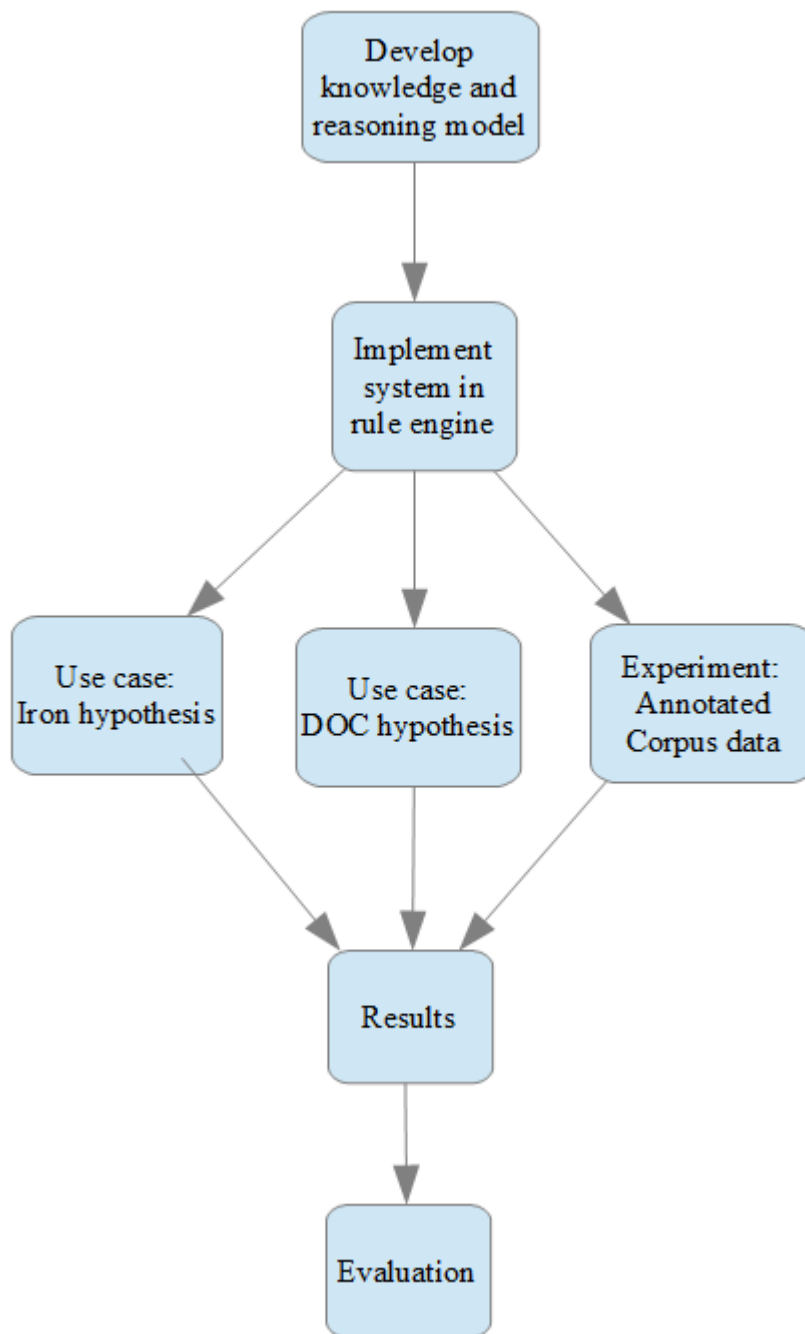 Develop
knowledge and
reasoning model
Implement
system in
rule engine
Use case:
Iron hypothesis
Use case:
DOC hypothesis
Experiment:
Annotated
Corpus data
Results
Evaluation